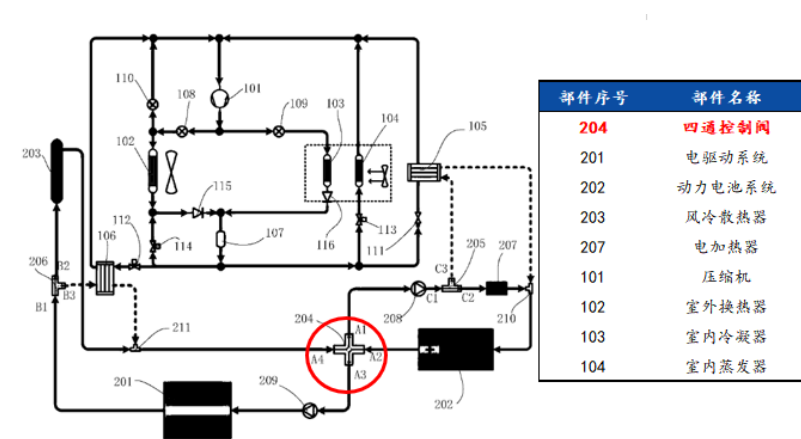 110
108
101
109
102
103
104
105
203
115
107
116
113
111
112
114
106
206
B2
B3
B1
211
C3
205
207
C1
C2
208
210
204
A1
A2
A4
A3
201
209
202
部件序号 部件名称
204 四通控制阀
201 电驱动系统
202 动力电池系统
203 风冷散热器
207 电加热器
101 压缩机
102 室外换热器
103 室内冷凝器
104 室内蒸发器